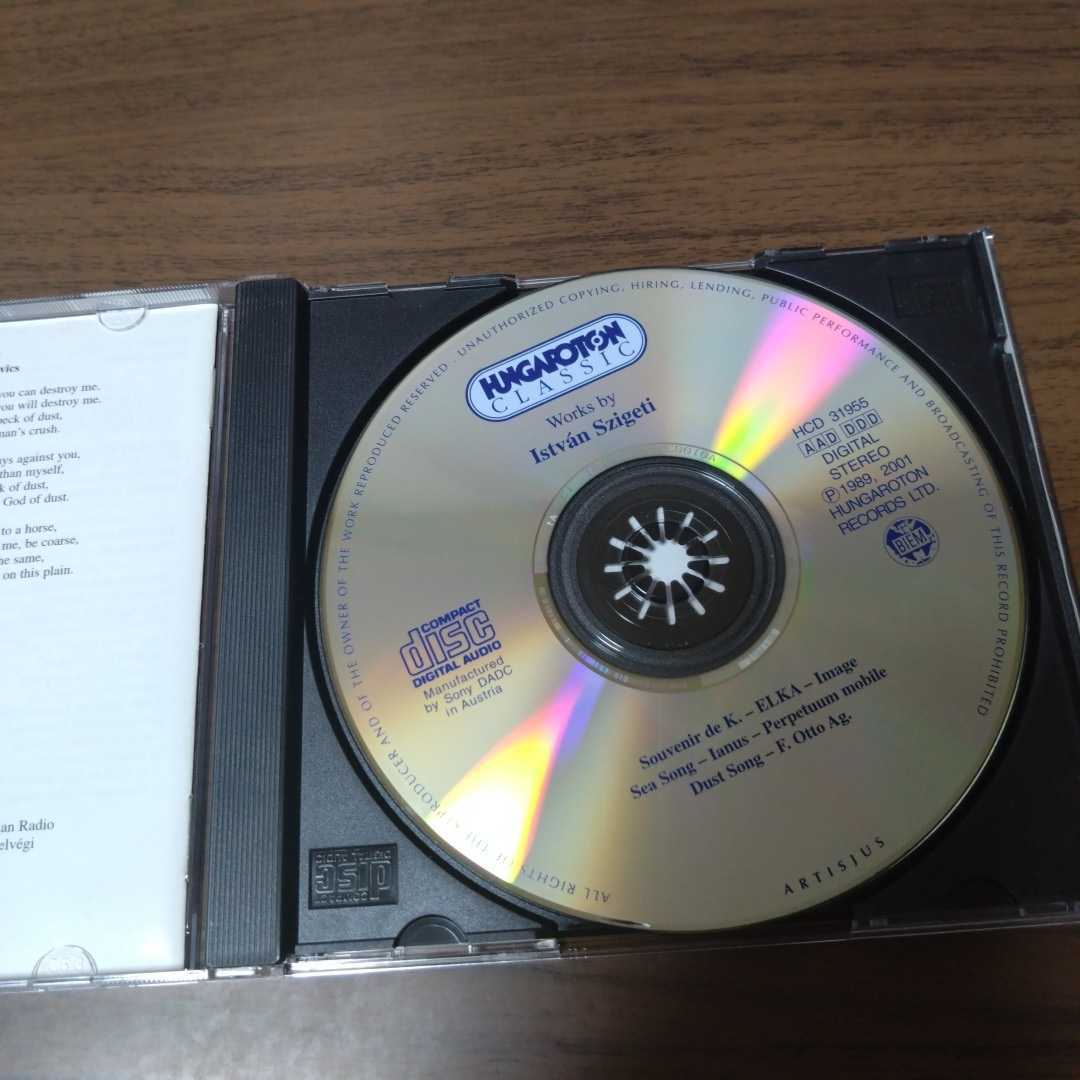 vics
you can destroy me.
you will destroy me.
peck of dust,
man's crush.
ys against you,
than myself,
k of dust,
God of dust.
to a horse,
me, be coarse,
he same,
on this plain.
an Radio
elvégi
ALL RIGHTS OF THE PRODUCER AND OF THE OWNER OF THE WORK REPRODUCED RESERVED · UNAUTHORIZED COPYING, HIRING, LENDING, PUBLIC PERFORMANCE AND BROADCASTING OF THIS RECORD PROHIBITED
HUNGAROTON
CLASSIC
Works by
István Szigeti
HCD 31955
AAD DDD
DIGITAL
STEREO
℗ 1989, 2001
HUNGAROTON
RECORDS LTD.
BIEM
COMPACT
disc
DIGITAL AUDIO
Manufactured
by Sony DADC
in Austria
Souvenir de K. – ELKA – Image
Sea Song – Ianus – Perpetuum mobile
Dust Song – F. Otto Ag.
ARTISJUS
COMPACT
disc
DIGITAL AUDIO